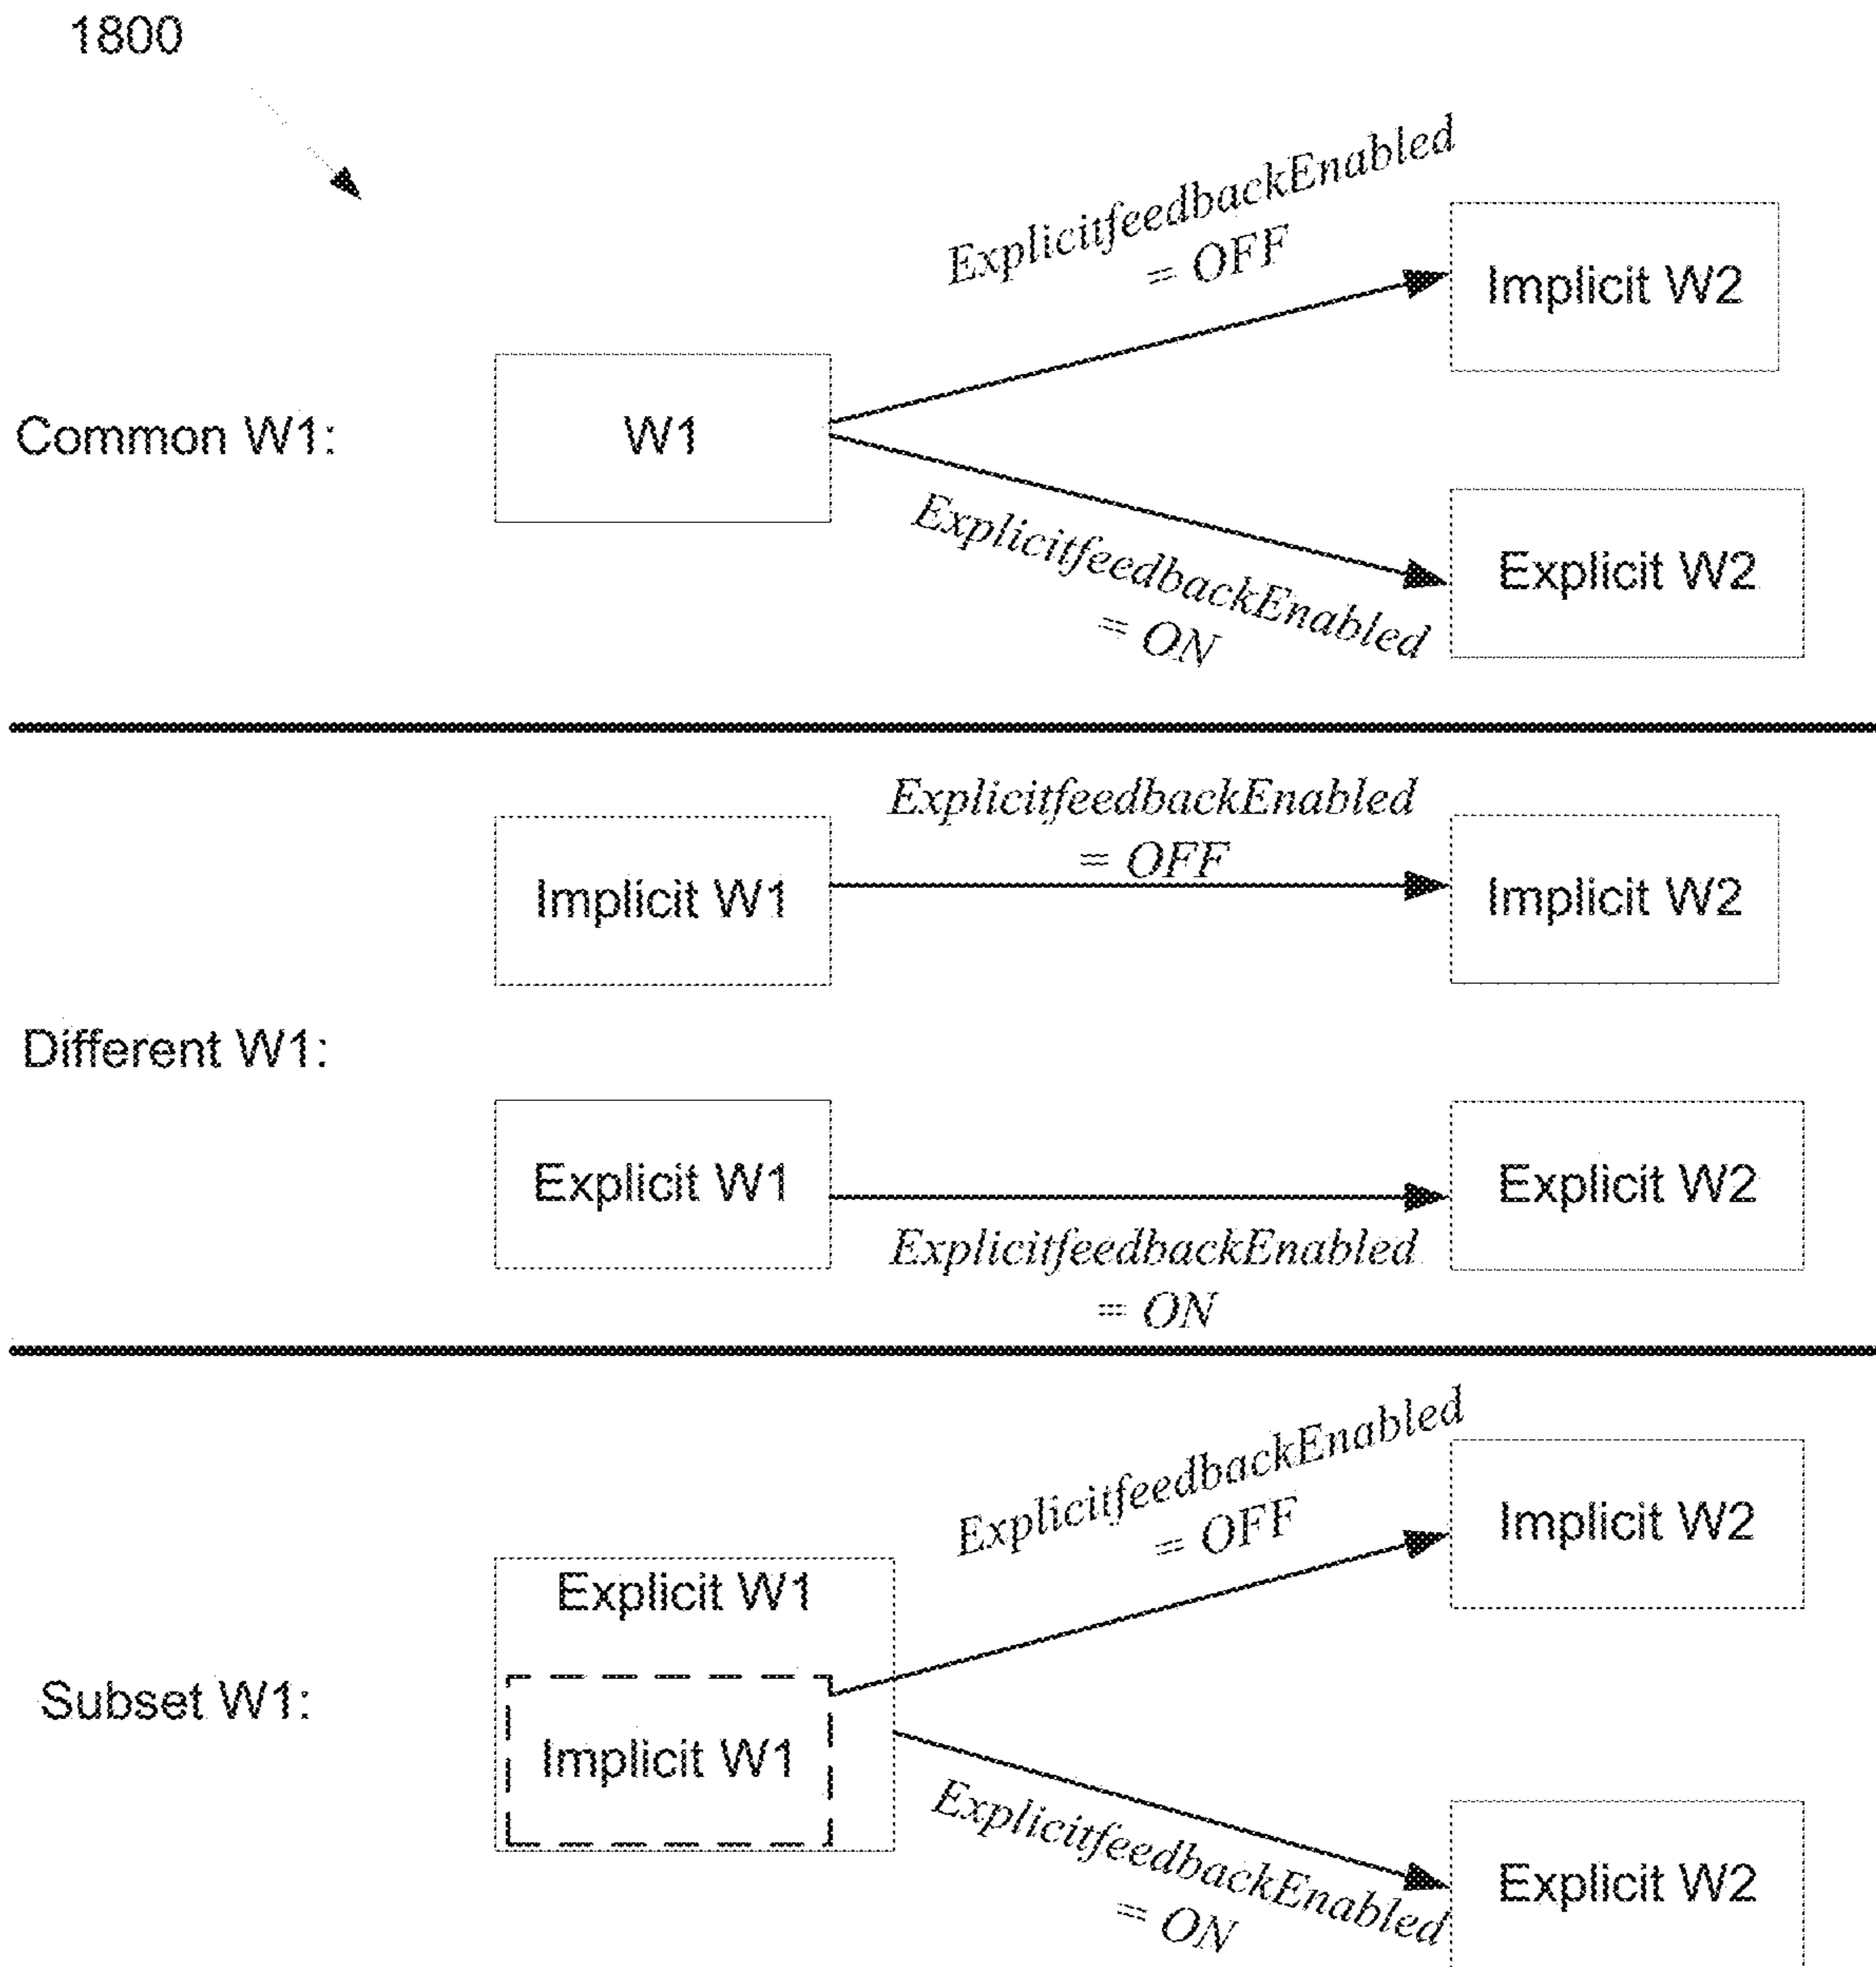 1800
ExplicitfeedbackEnabled
= OFF
Implicit W2
Common W1:
W1
ExplicitfeedbackEnabled
= ON
Explicit W2
ExplicitfeedbackEnabled
= OFF
Implicit W1
Implicit W2
Different W1:
Explicit W1
Explicit W2
ExplicitfeedbackEnabled
= ON
ExplicitfeedbackEnabled
= OFF
Implicit W2
Explicit W1
Subset W1:
Implicit W1
ExplicitfeedbackEnabled
= ON
Explicit W2